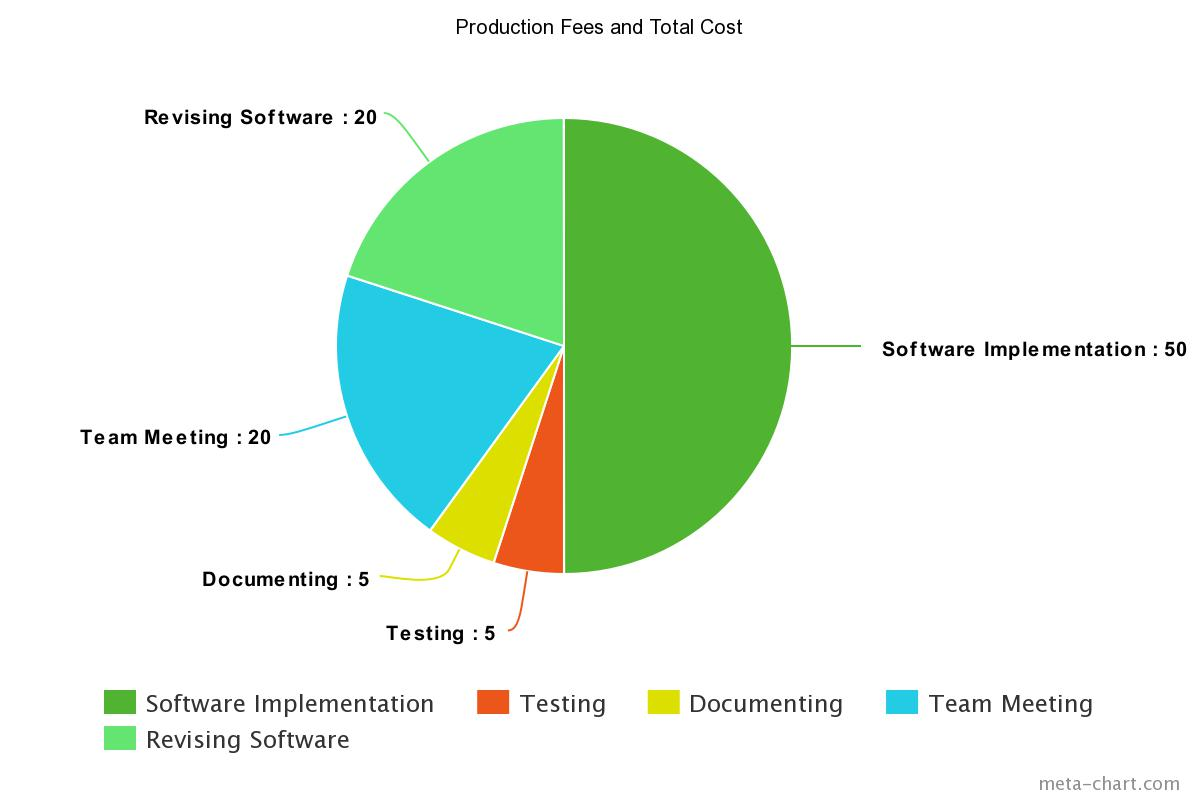 Production Fees and Total Cost
Revising Software : 20
Software Implementation : 50
Team Meeting : 20
Documenting : 5
Testing : 5
Software Implementation Testing Documenting Team Meeting
Revising Software
meta-chart.com